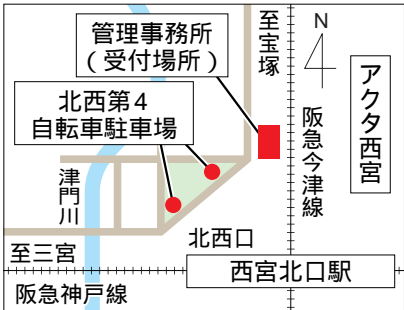 管理事務所
（受付場所）
至宝塚
N
アクタ西宮
北西第4
自転車駐車場
阪急今津線
津門川
北西口
至三宮
西宮北口駅
阪急神戸線